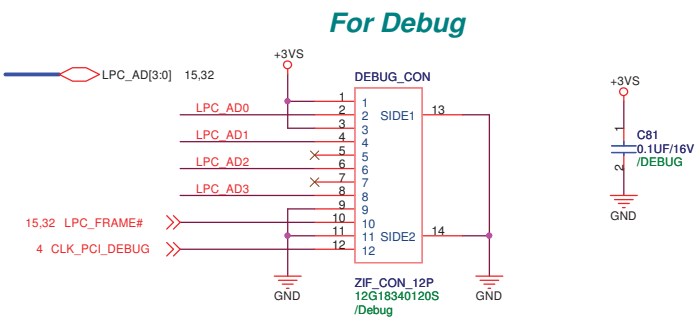 For Debug
+3VS
LPC_AD[3:0] 15,32
DEBUG_CON
+3VS
1 1
LPC_AD0 2 2 SIDE1 13
3 3
LPC_AD1 4 4
5 5
LPC_AD2 6 6
7 7
LPC_AD3 8 8
9 9
15,32 LPC_FRAME# 10 10
11 11 SIDE2 14
4 CLK_PCI_DEBUG 12 12
1
C81
0.1UF/16V
/DEBUG
2
GND
GND
ZIF_CON_12P
12G18340120S
/Debug
GND